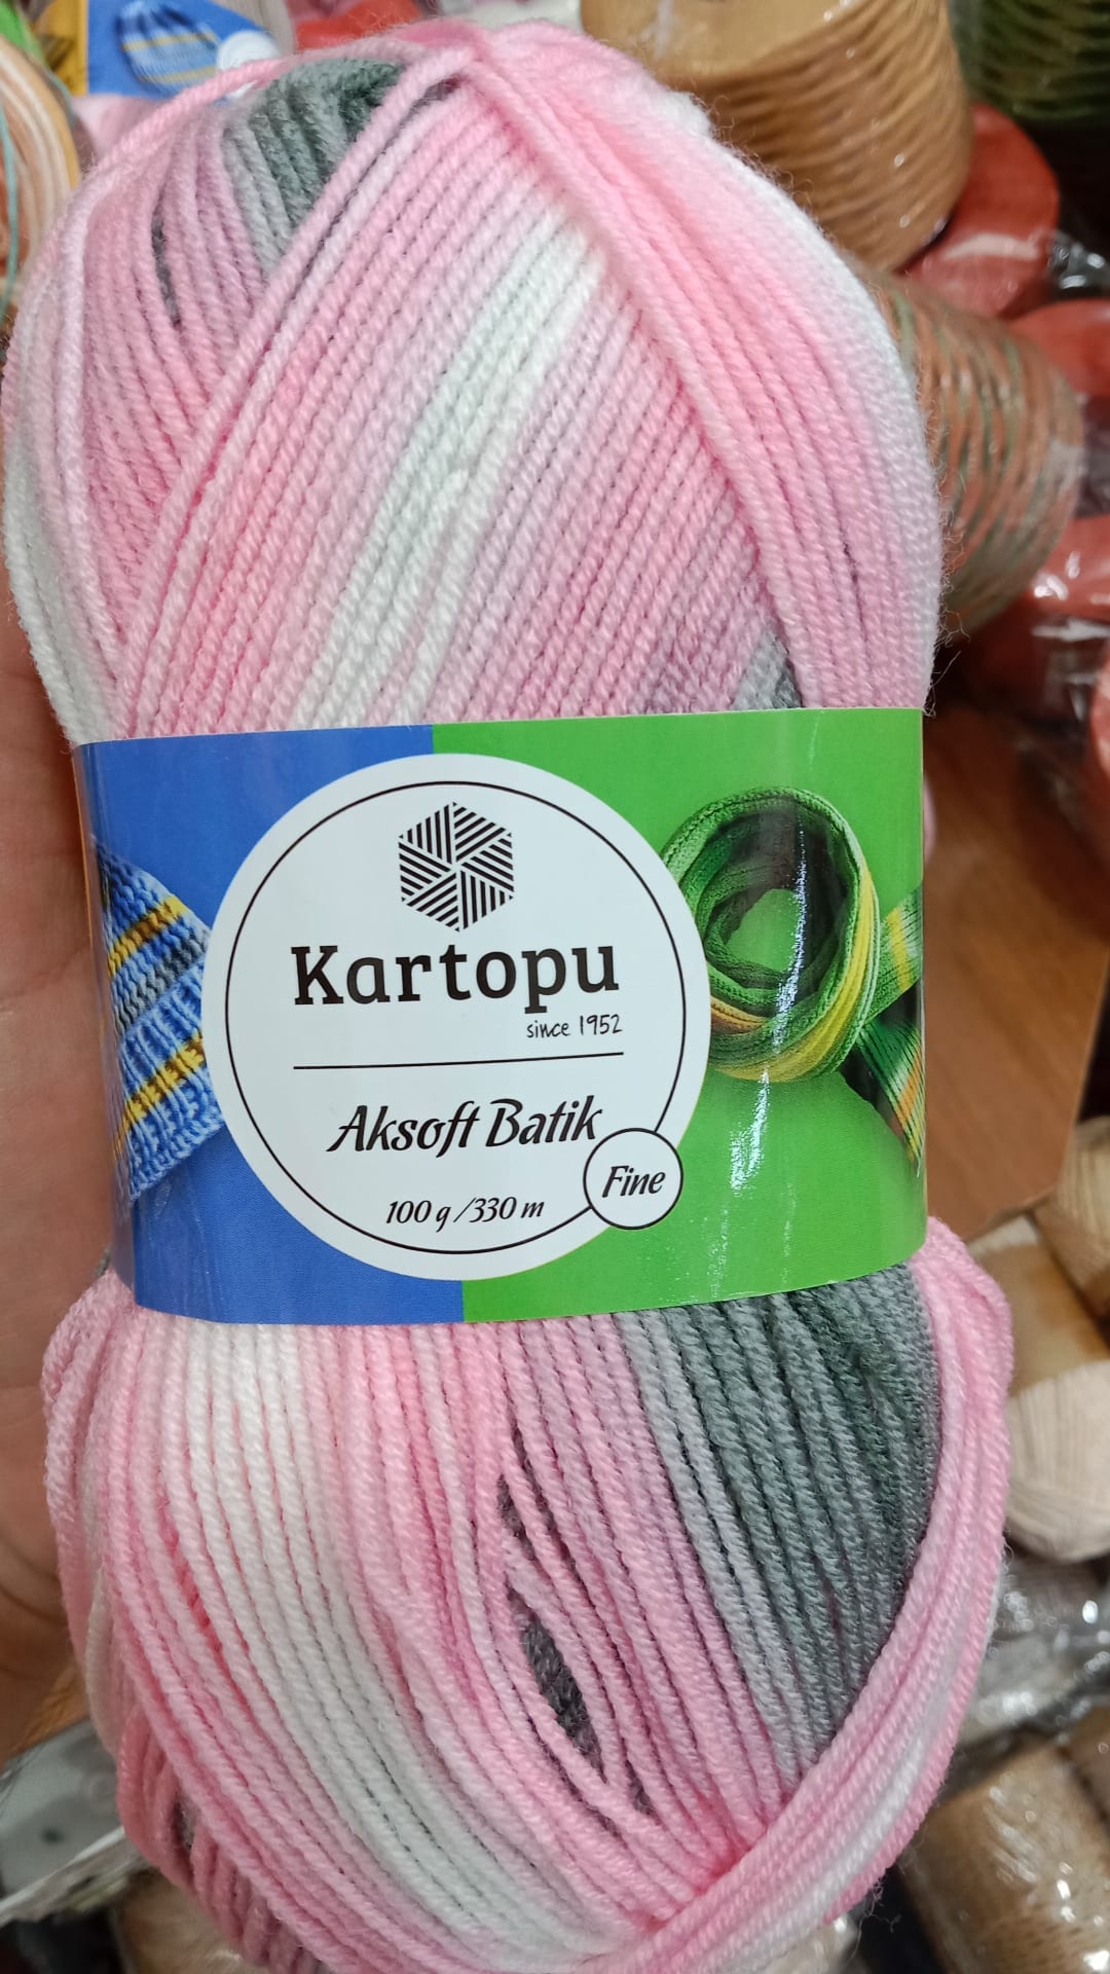 Kartopu
since 1952
Aksoft Batik
Fine
100 g /330 m